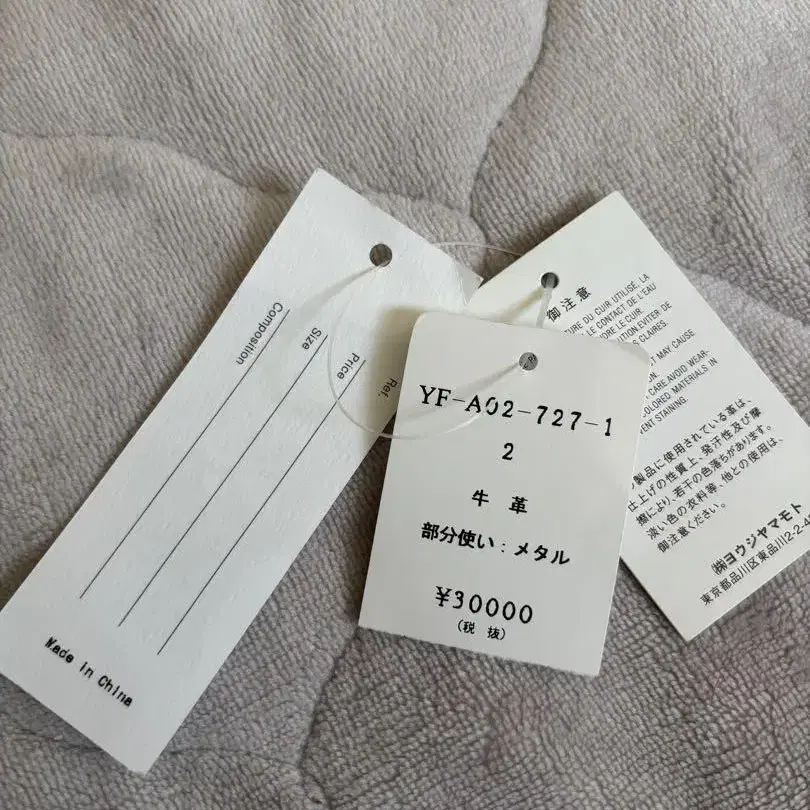 Composition
Size
Price
Ref.
Made in China
YF-A02-727-1
2
牛 革
部分使い：メタル
¥30000
(税 抜)
御注意
TURE DU CUIR UTILISÉ, LA
LE CONTACT DE L'EAU
DRE LE CUIR.
UTION EVITER DE
S CLAIRES.
MAY CAUSE
CARE AVOID WEAR-
COLORED, MATERIALS IN
ENT STAINING.
製品に使用されている革は、
仕上げの性質上、発汗性及び摩
擦により、若干の色落ちがあります。
淡い色の衣料等、他との使用は、
御注意ください。
㈱ヨウジヤマモト
東京都品川区東品川2-2-4